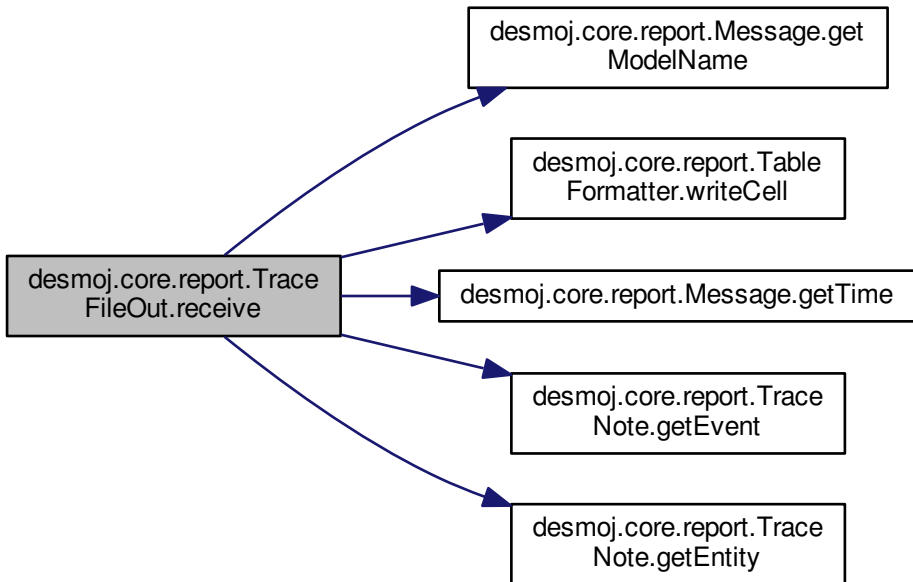 desmoj.core.report.Message.get
ModelName
desmoj.core.report.Table
Formatter.writeCell
desmoj.core.report.Trace
FileOut.receive
desmoj.core.report.Message.getTime
desmoj.core.report.Trace
Note.getEvent
desmoj.core.report.Trace
Note.getEntity